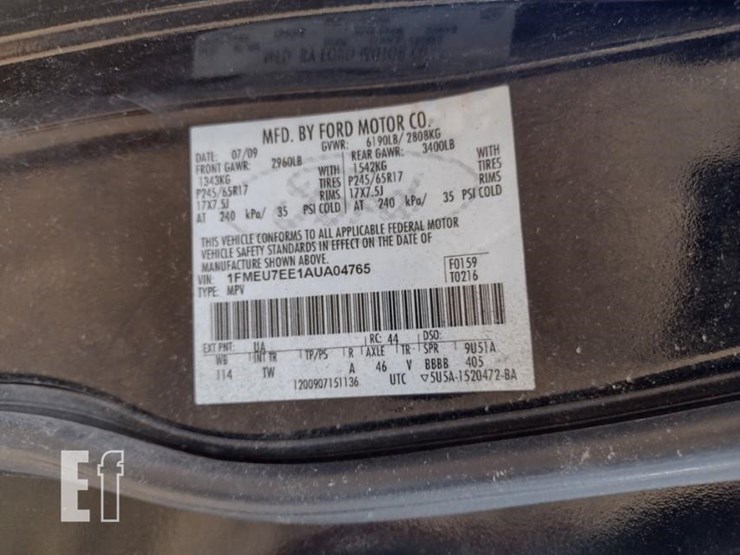 MFD. BY FORD MOTOR CO.
DATE: 07/09 GVWR: 6190LB/ 2808KG
FRONT GAWR: 2960LB REAR GAWR: 3400LB
1343KG WITH 1542KG WITH
P245/65R17 TIRES P245/65R17 TIRES
17X7.5J RIMS 17X7.5J RIMS
AT 240 kPa/ 35 PSI COLD AT 240 kPa/ 35 PSI COLD
THIS VEHICLE CONFORMS TO ALL APPLICABLE FEDERAL MOTOR
VEHICLE SAFETY STANDARDS IN EFFECT ON THE DATE OF
MANUFACTURE SHOWN ABOVE.
VIN: 1FMEU7EE1AUA04765 F0159
TYPE: MPV T0216
EXT PNT: UA RC: 44 DSO:
WB INT TR TP/PS R AXLE TR SPR 9U51A
114 TW A 46 V BBBB 405
1200907151136 UTC ▽5U5A-1520472-BA
Ef